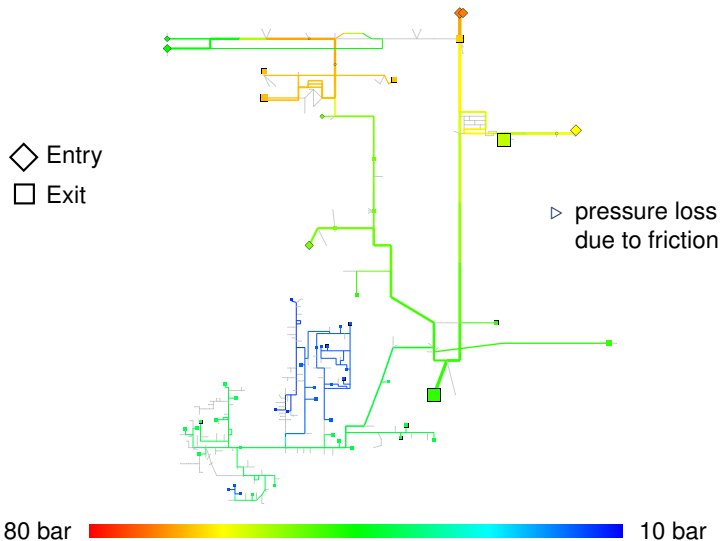 Entry
Exit
pressure loss
due to friction
80 bar
10 bar